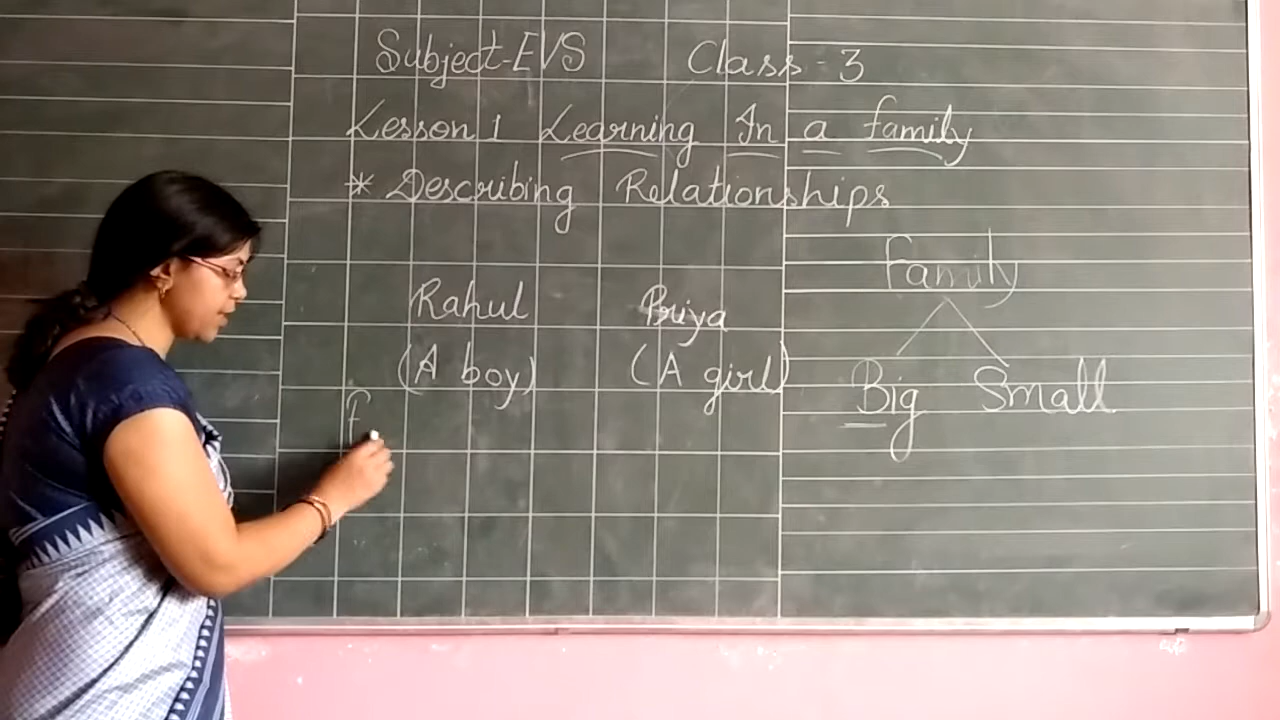 Subject-EVS Class - 3
Lesson 1 Learning In a family
* Describing Relationships
Family
Rahul Priya
(A boy) (A girl)
Big Small
f